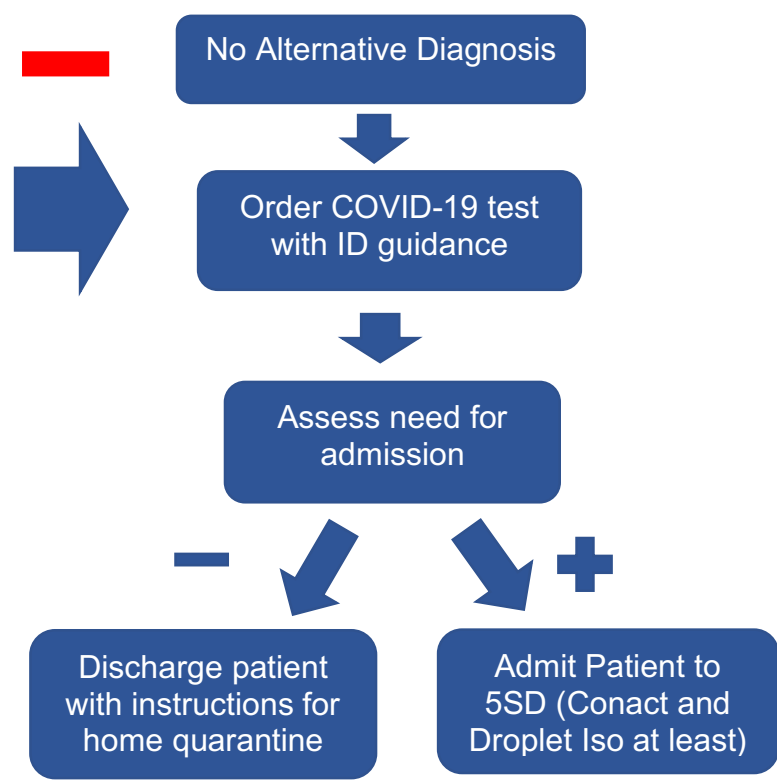 No Alternative Diagnosis
Order COVID-19 test
with ID guidance
Assess need for
admission
Discharge patient
with instructions for
home quarantine
Admit Patient to
5SD (Conact and
Droplet Iso at least)